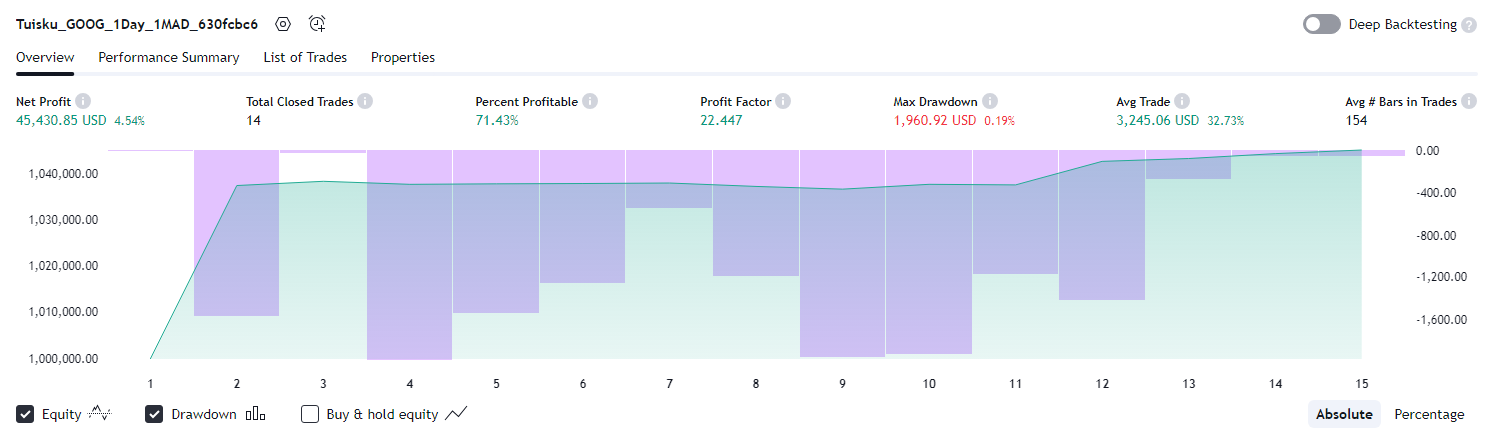 Tuisku_GOOG_1Day_1MAD_630fcbc6 Deep Backtesting ?
Overview Performance Summary List of Trades Properties
Net Profit i Total Closed Trades i Percent Profitable i Profit Factor i Max Drawdown i Avg Trade i Avg # Bars in Trades i
45,430.85 USD 4.54% 14 71.43% 22.447 1,960.92 USD 0.19% 3,245.06 USD 32.73% 154
0.00
1,040,000.00
-400.00
1,030,000.00
-800.00
1,020,000.00
-1,200.00
1,010,000.00
-1,600.00
1,000,000.00
1 2 3 4 5 6 7 8 9 10 11 12 13 14 15
Equity Drawdown Buy & hold equity Absolute Percentage